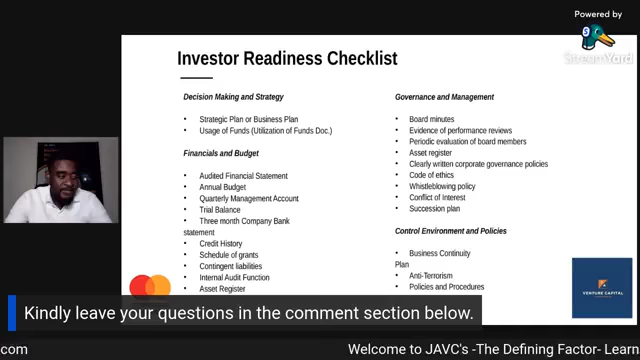 Powered by
StreamYard
Investor Readiness Checklist
Decision Making and Strategy
• Strategic Plan or Business Plan
• Usage of Funds (Utilization of Funds Doc.)
Financials and Budget
• Audited Financial Statement
• Annual Budget
• Quarterly Management Account
• Trial Balance
• Three month Company Bank
statement
• Credit History
• Schedule of grants
• Contingent liabilities
• Internal Audit Function
• Asset Register
Governance and Management
• Board minutes
• Evidence of performance reviews
• Periodic evaluation of board members
• Asset register
• Clearly written corporate governance policies
• Code of ethics
• Whistleblowing policy
• Conflict of Interest
• Succession plan
Control Environment and Policies
• Business Continuity
Plan
• Anti-Terrorism
• Policies and Procedures
VENTURE CAPITAL
Kindly leave your questions in the comment section below.
com
Welcome to JAVC's -The Defining Factor- Learn